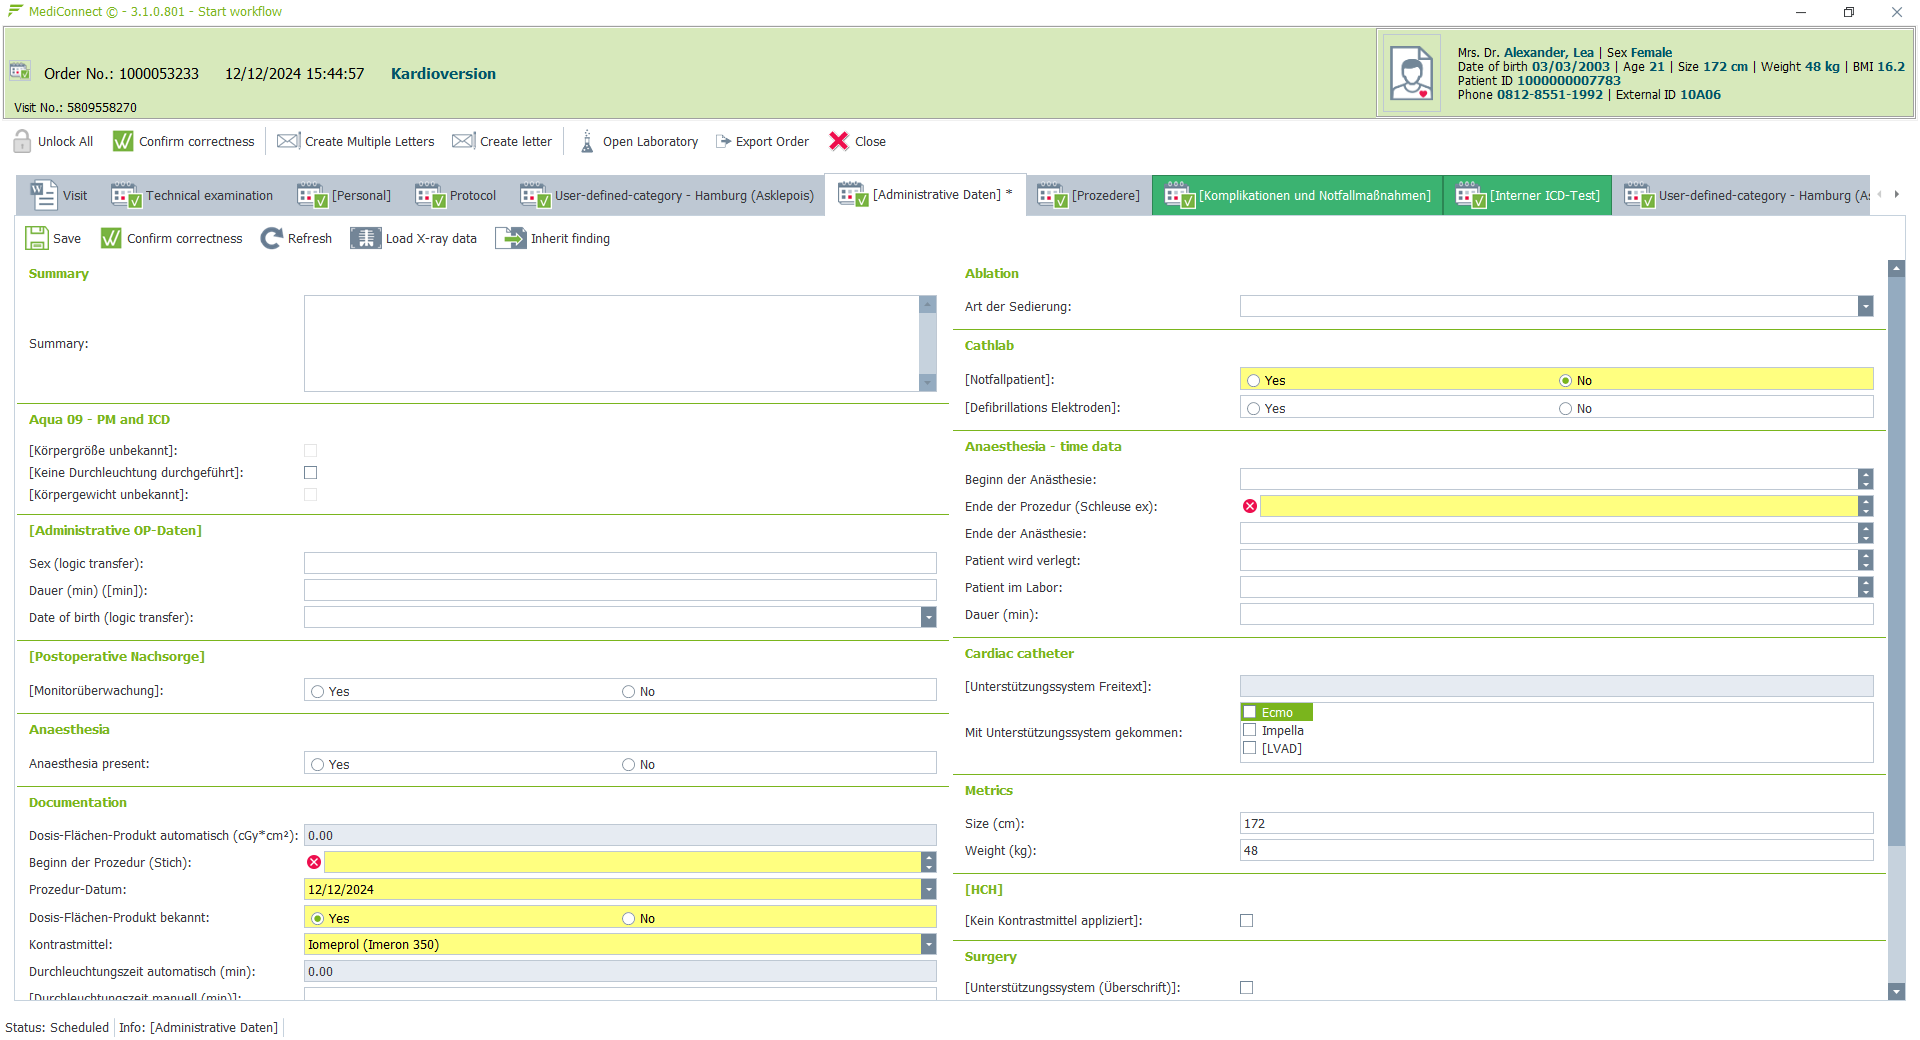 MediConnect © - 3.1.0.801 - Start workflow
Order No.: 1000053233 12/12/2024 15:44:57 Kardioversion
Visit No.: 5809558270
Mrs. Dr. Alexander, Lea | Sex Female
Date of birth 03/03/2003 | Age 21 | Size 172 cm | Weight 48 kg | BMI 16.2
Patient ID 1000000007783
Phone 0812-8551-1992 | External ID 10A06
Unlock All Confirm correctness Create Multiple Letters Create letter Open Laboratory Export Order Close
Visit Technical examination [Personal] Protocol User-defined-category - Hamburg (Asklepois) [Administrative Daten] * [Prozedere] [Komplikationen und Notfallmaßnahmen] [Interner ICD-Test] User-defined-category - Hamburg (As
Save Confirm correctness Refresh Load X-ray data Inherit finding
Summary
Summary:
Aqua 09 - PM and ICD
[Körpergröße unbekannt]:
[Keine Durchleuchtung durchgeführt]:
[Körpergewicht unbekannt]:
[Administrative OP-Daten]
Sex (logic transfer):
Dauer (min) ([min]):
Date of birth (logic transfer):
[Postoperative Nachsorge]
[Monitorüberwachung]: Yes No
Anaesthesia
Anaesthesia present: Yes No
Documentation
Dosis-Flächen-Produkt automatisch (cGy*cm²): 0.00
Beginn der Prozedur (Stich):
Prozedur-Datum: 12/12/2024
Dosis-Flächen-Produkt bekannt: Yes No
Kontrastmittel: Iomeprol (Imeron 350)
Durchleuchtungszeit automatisch (min): 0.00
[Durchleuchtungszeit manuell (min)]:
Ablation
Art der Sedierung:
Cathlab
[Notfallpatient]: Yes No
[Defibrillations Elektroden]: Yes No
Anaesthesia - time data
Beginn der Anästhesie:
Ende der Prozedur (Schleuse ex):
Ende der Anästhesie:
Patient wird verlegt:
Patient im Labor:
Dauer (min):
Cardiac catheter
[Unterstützungssystem Freitext]:
Mit Unterstützungssystem gekommen:
Ecmo
Impella
[LVAD]
Metrics
Size (cm): 172
Weight (kg): 48
[HCH]
[Kein Kontrastmittel appliziert]:
Surgery
[Unterstützungssystem (Überschrift)]:
Status: Scheduled Info: [Administrative Daten]